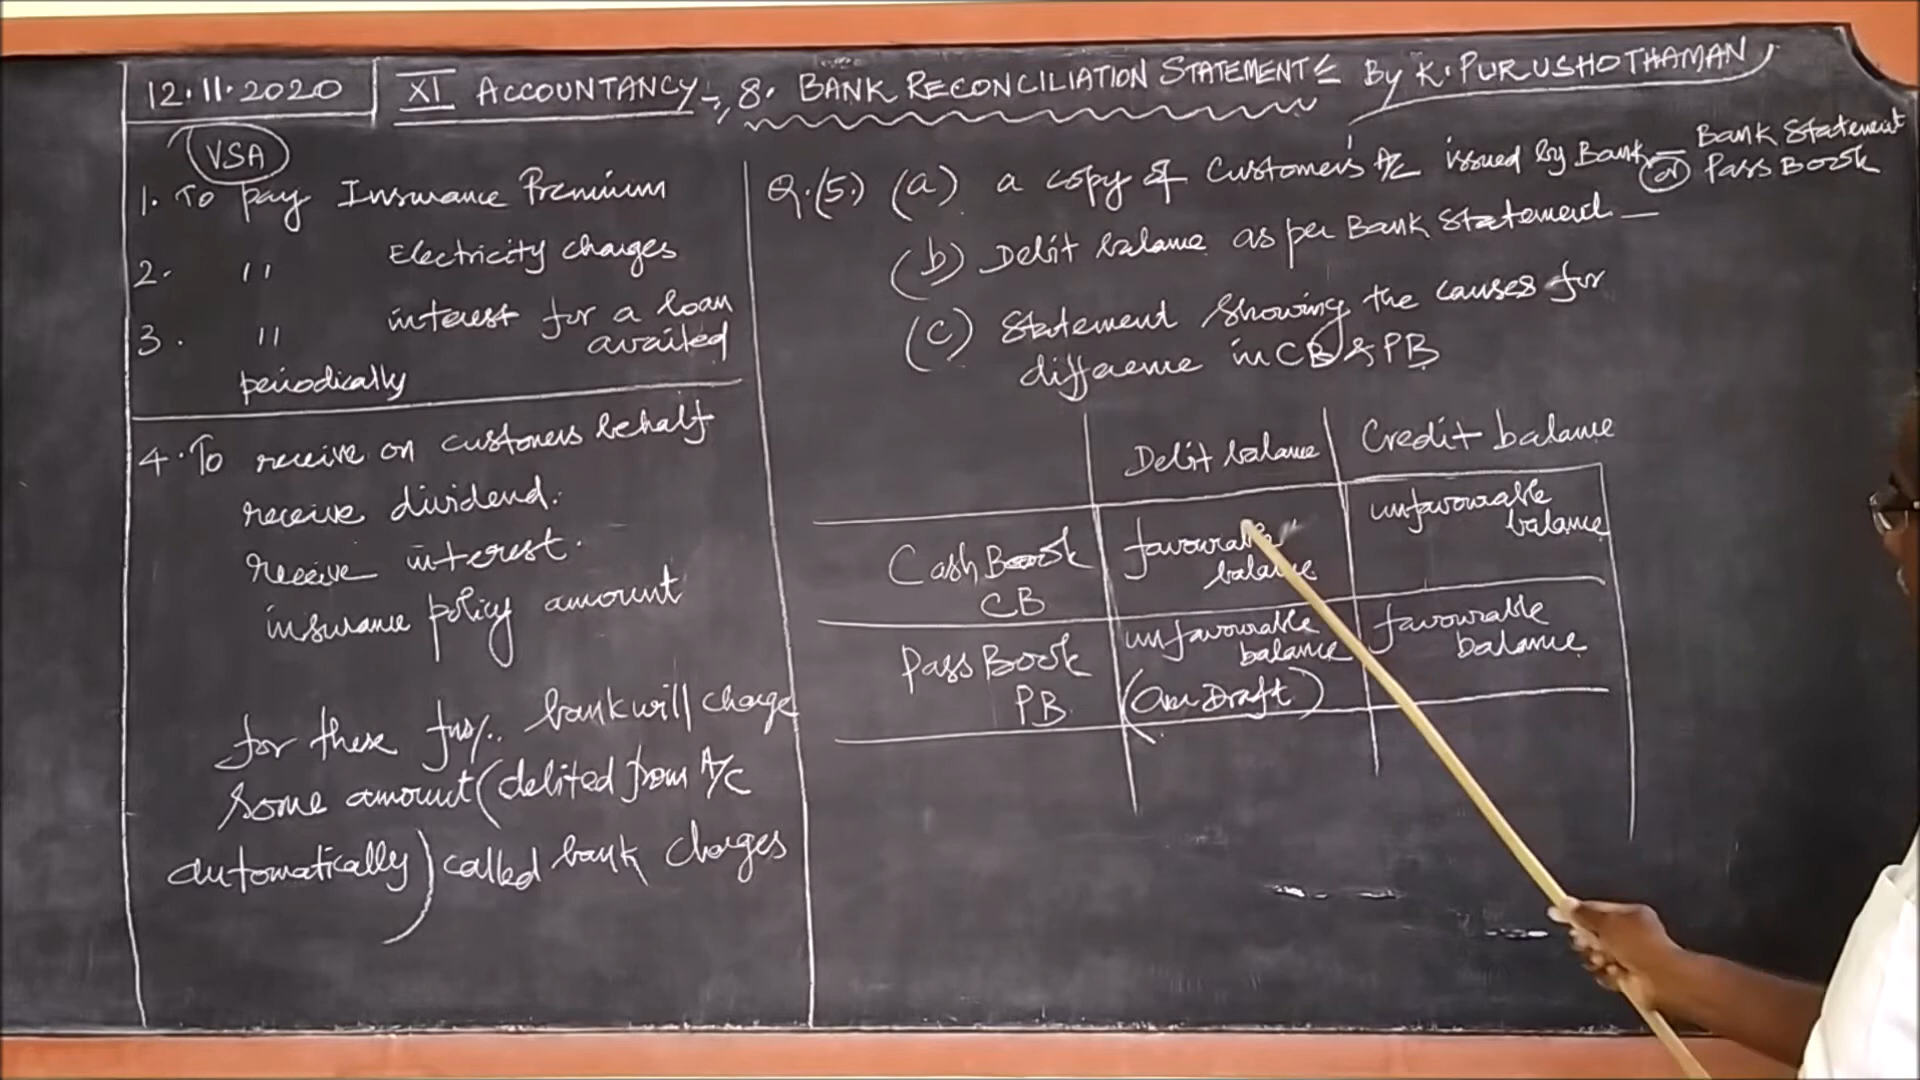 12.11.2020 XI ACCOUNTANCY - 8. BANK RECONCILIATION STATEMENT By K. PURUSHOTHAMAN
VSA
1. To pay Insurance Premium
2. " Electricity charges
3. " interest for a loan
availed
periodically
4. To receive on customers behalf
receive dividend.
receive interest.
insurance policy amount
for these fns/.. bank will charge
some amount (debited from A/c
automatically) called bank charges
Q.(5.) (a) a copy of Customer's A/c issued by Bank — Bank Statement
(or) Pass Book
(b) Debit balance as per Bank Statement —
(c) Statement showing the causes for
difference in CB & PB
Debit balance Credit balance
Cash Book favourable unfavourable
CB balance balance
Pass Book unfavourable favourable
PB balance balance
(Over Draft)